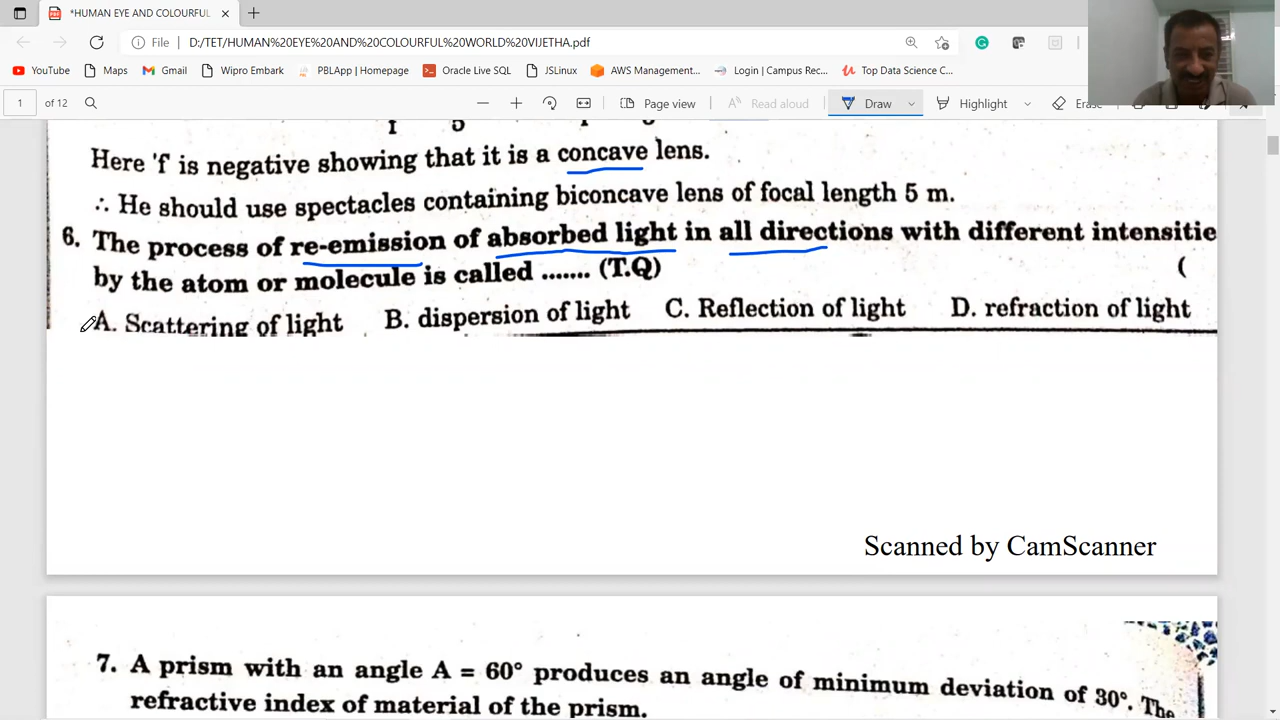 *HUMAN EYE AND COLOURFUL
File D:/TET/HUMAN%20EYE%20AND%20COLOURFUL%20WORLD%20VIJETHA.pdf
YouTube Maps Gmail Wipro Embark PBLApp | Homepage Oracle Live SQL JSLinux AWS Management... Login | Campus Rec... Top Data Science C...
1 of 12 Page view Read aloud Draw Highlight
Here 'f' is negative showing that it is a concave lens.
∴ He should use spectacles containing biconcave lens of focal length 5 m.
6. The process of re-emission of absorbed light in all directions with different intensitie
by the atom or molecule is called ....... (T.Q) (
A. Scattering of light B. dispersion of light C. Reflection of light D. refraction of light
Scanned by CamScanner
7. A prism with an angle A = 60° produces an angle of minimum deviation of 30°. The
refractive index of material of the prism.